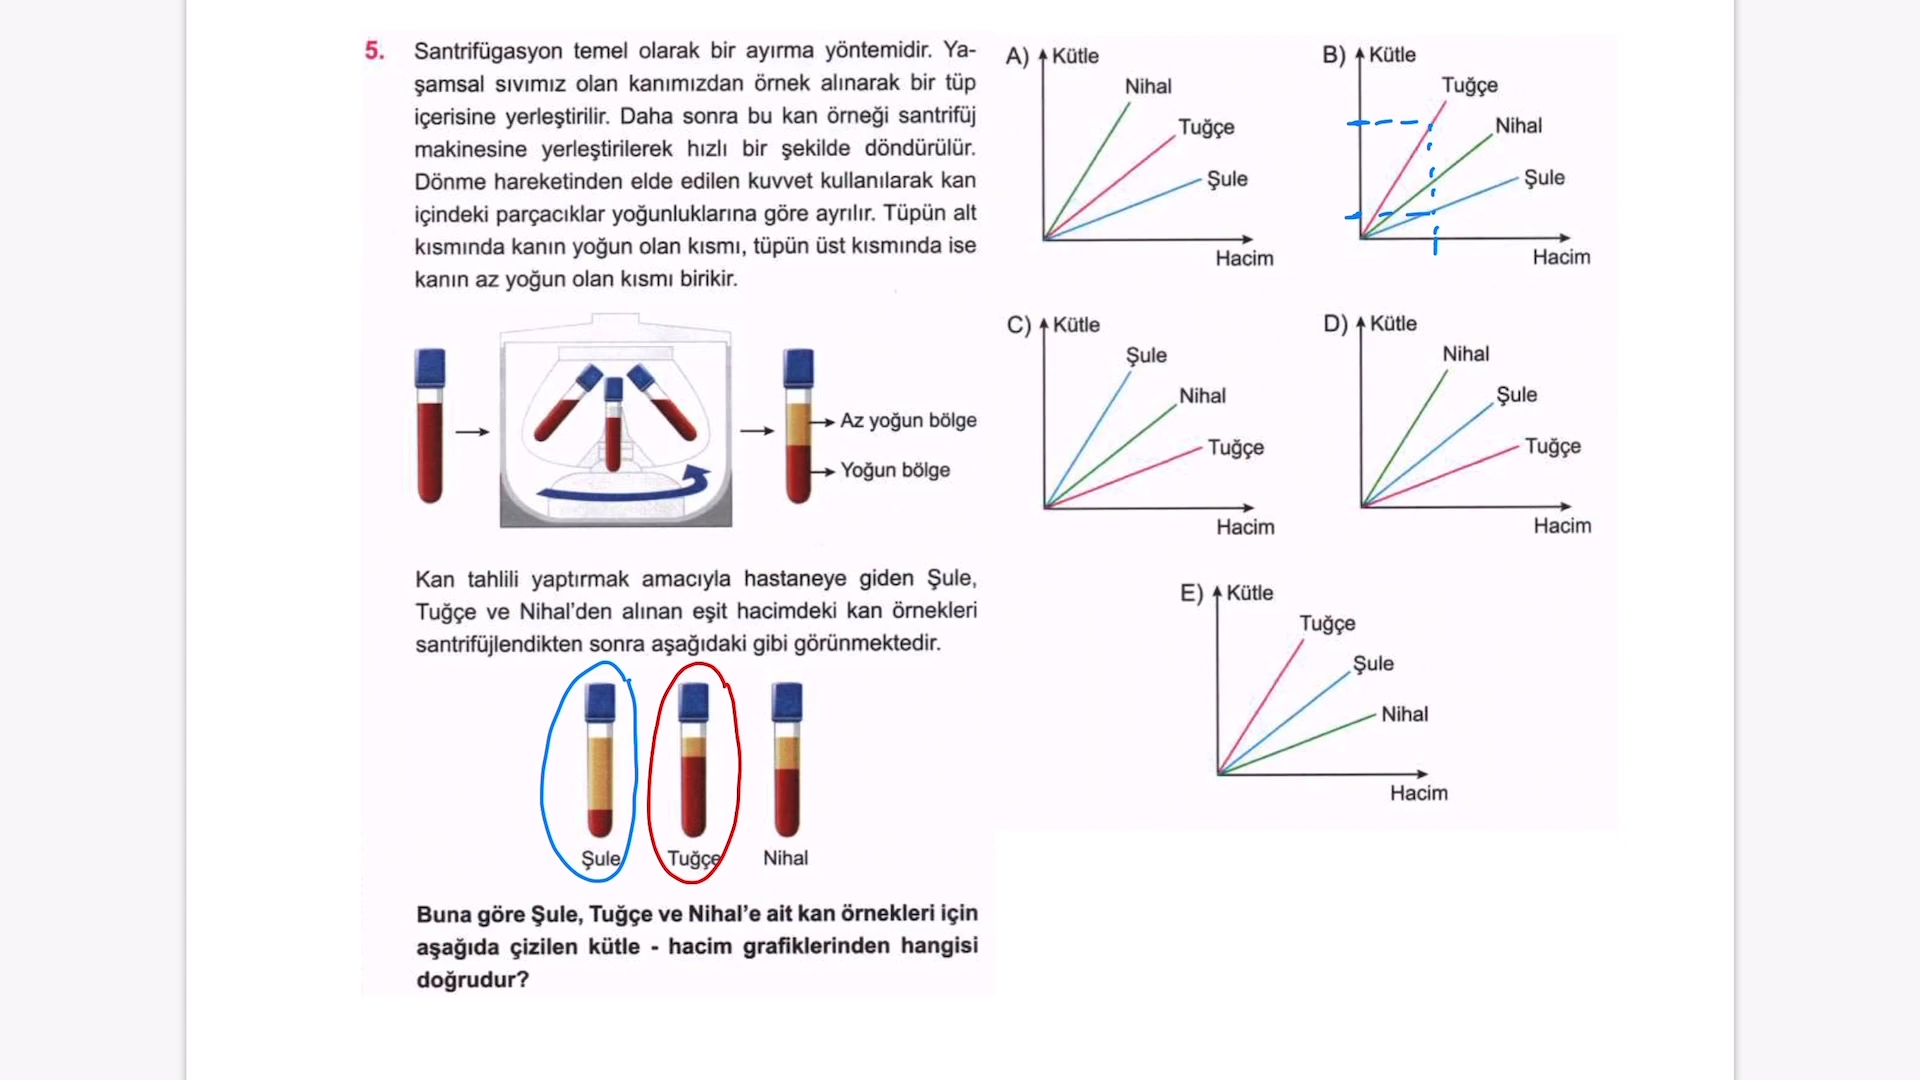 5. Santrifügasyon temel olarak bir ayırma yöntemidir. Ya-
şamsal sıvımız olan kanımızdan örnek alınarak bir tüp
içerisine yerleştirilir. Daha sonra bu kan örneği santrifüj
makinesine yerleştirilerek hızlı bir şekilde döndürülür.
Dönme hareketinden elde edilen kuvvet kullanılarak kan
içindeki parçacıklar yoğunluklarına göre ayrılır. Tüpün alt
kısmında kanın yoğun olan kısmı, tüpün üst kısmında ise
kanın az yoğun olan kısmı birikir.
Az yoğun bölge
Yoğun bölge
Kan tahlili yaptırmak amacıyla hastaneye giden Şule,
Tuğçe ve Nihal'den alınan eşit hacimdeki kan örnekleri
santrifüjlendikten sonra aşağıdaki gibi görünmektedir.
Şule Tuğçe Nihal
Buna göre Şule, Tuğçe ve Nihal'e ait kan örnekleri için
aşağıda çizilen kütle - hacim grafiklerinden hangisi
doğrudur?
A) Kütle
Nihal
Tuğçe
Şule
Hacim
B) Kütle
Tuğçe
Nihal
Şule
Hacim
C) Kütle
Şule
Nihal
Tuğçe
Hacim
D) Kütle
Nihal
Şule
Tuğçe
Hacim
E) Kütle
Tuğçe
Şule
Nihal
Hacim